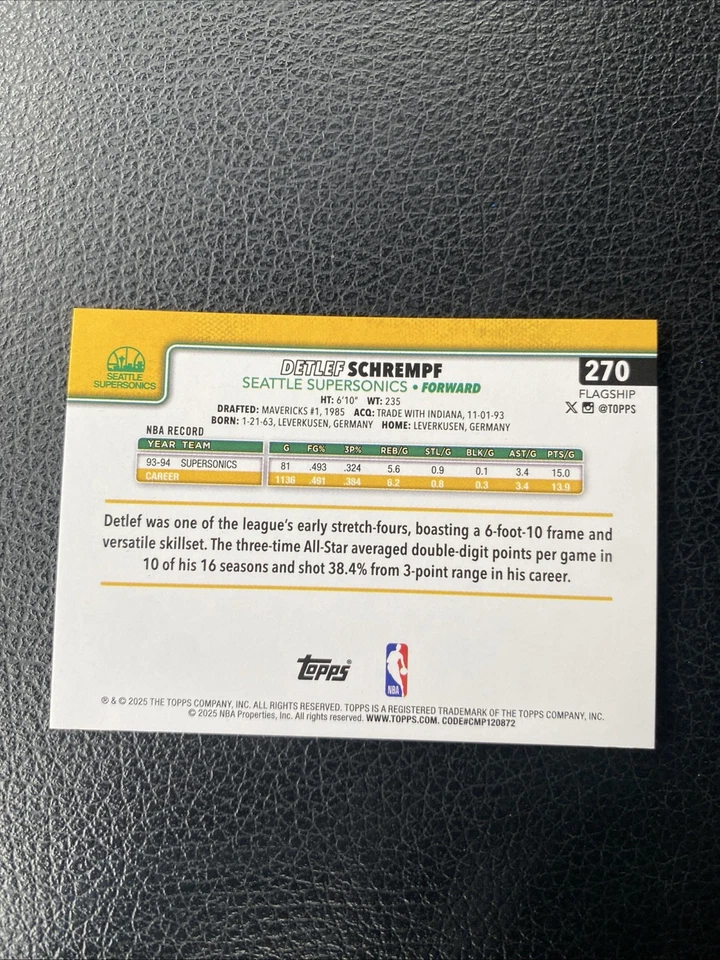 SEATTLE
SUPERSONICS
DETLEF SCHREMPF
270
SEATTLE SUPERSONICS • FORWARD
FLAGSHIP
@TOPPS
HT: 6'10" WT: 235
DRAFTED: MAVERICKS #1, 1985 ACQ: TRADE WITH INDIANA, 11-01-93
BORN: 1-21-63, LEVERKUSEN, GERMANY HOME: LEVERKUSEN, GERMANY
NBA RECORD
YEAR TEAM G FG% 3P% REB/G STL/G BLK/G AST/G PTS/G
93-94 SUPERSONICS 81 .493 .324 5.6 0.9 0.1 3.4 15.0
CAREER 1136 .491 .384 6.2 0.8 0.3 3.4 13.9
Detlef was one of the league's early stretch-fours, boasting a 6-foot-10 frame and
versatile skillset. The three-time All-Star averaged double-digit points per game in
10 of his 16 seasons and shot 38.4% from 3-point range in his career.
topps®
NBA
® & © 2025 THE TOPPS COMPANY, INC. ALL RIGHTS RESERVED. TOPPS IS A REGISTERED TRADEMARK OF THE TOPPS COMPANY, INC.
© 2025 NBA Properties, Inc. All rights reserved. WWW.TOPPS.COM. CODE#CMP120872